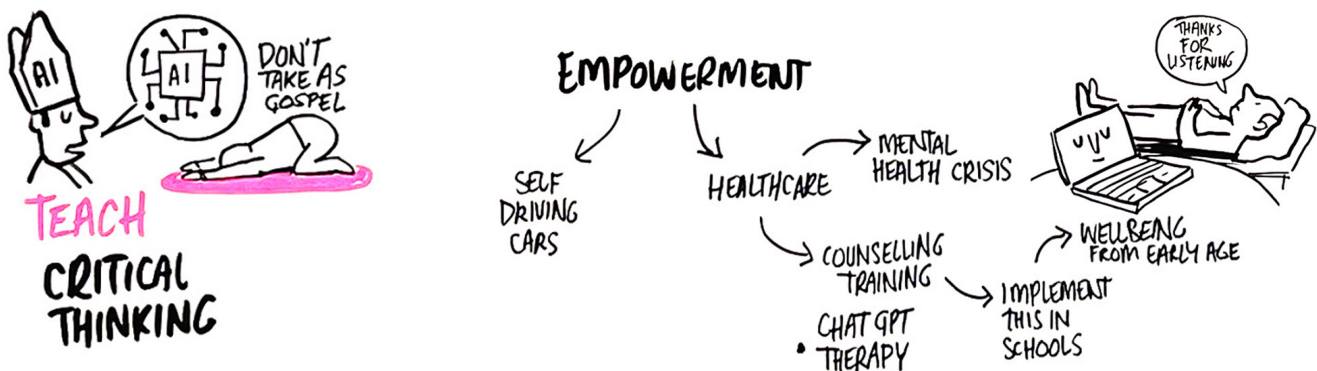 AI
AI
DON'T
TAKE AS
GOSPEL
TEACH
CRITICAL
THINKING
EMPOWERMENT
SELF
DRIVING
CARS
HEALTHCARE
MENTAL
HEALTH CRISIS
THANKS
FOR
LISTENING
COUNSELLING
TRAINING
CHAT GPT
• THERAPY
IMPLEMENT
THIS IN
SCHOOLS
WELLBEING
FROM EARLY AGE